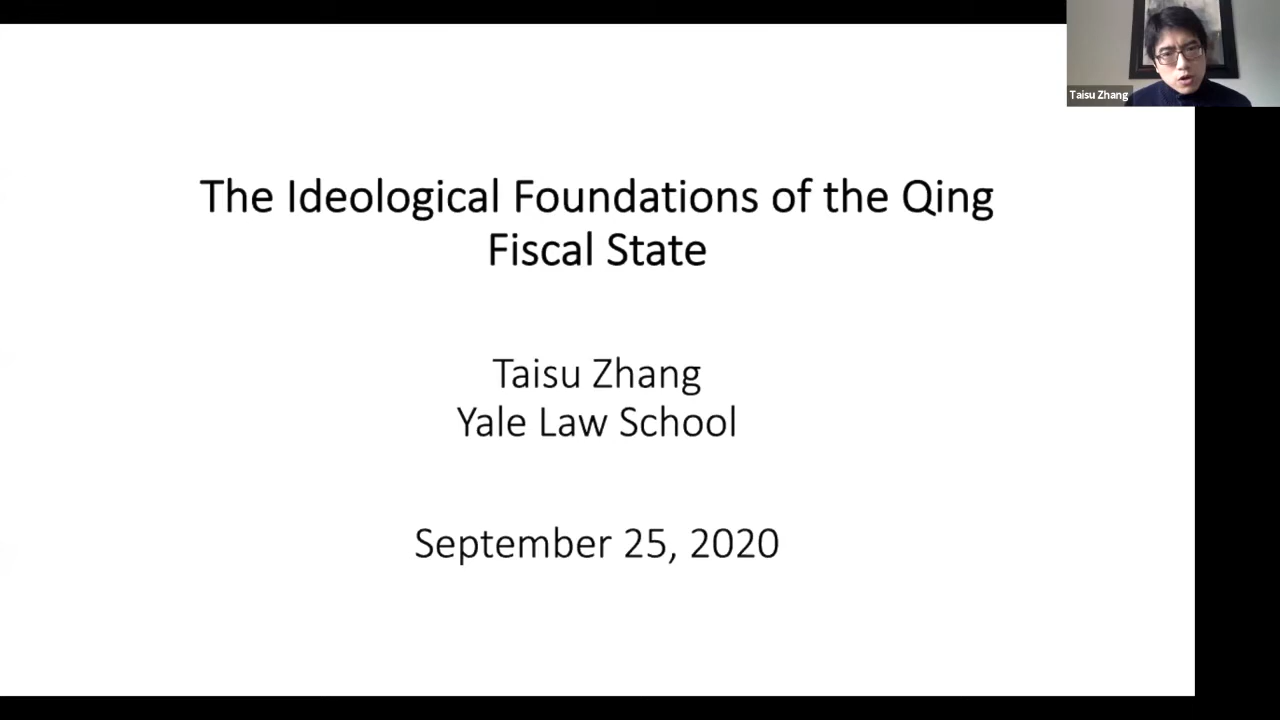 Taisu Zhang
The Ideological Foundations of the Qing
Fiscal State
Taisu Zhang
Yale Law School
September 25, 2020